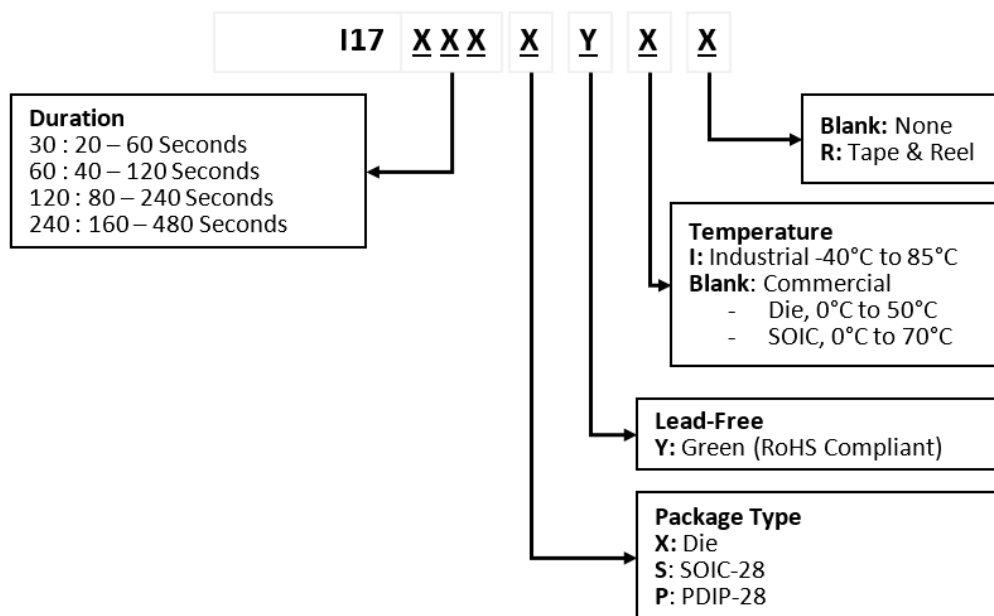 I17 X X X X Y X X
Duration
30 : 20 – 60 Seconds
60 : 40 – 120 Seconds
120 : 80 – 240 Seconds
240 : 160 – 480 Seconds
Blank: None
R: Tape & Reel
Temperature
I: Industrial -40°C to 85°C
Blank: Commercial
- Die, 0°C to 50°C
- SOIC, 0°C to 70°C
Lead-Free
Y: Green (RoHS Compliant)
Package Type
X: Die
S: SOIC-28
P: PDIP-28